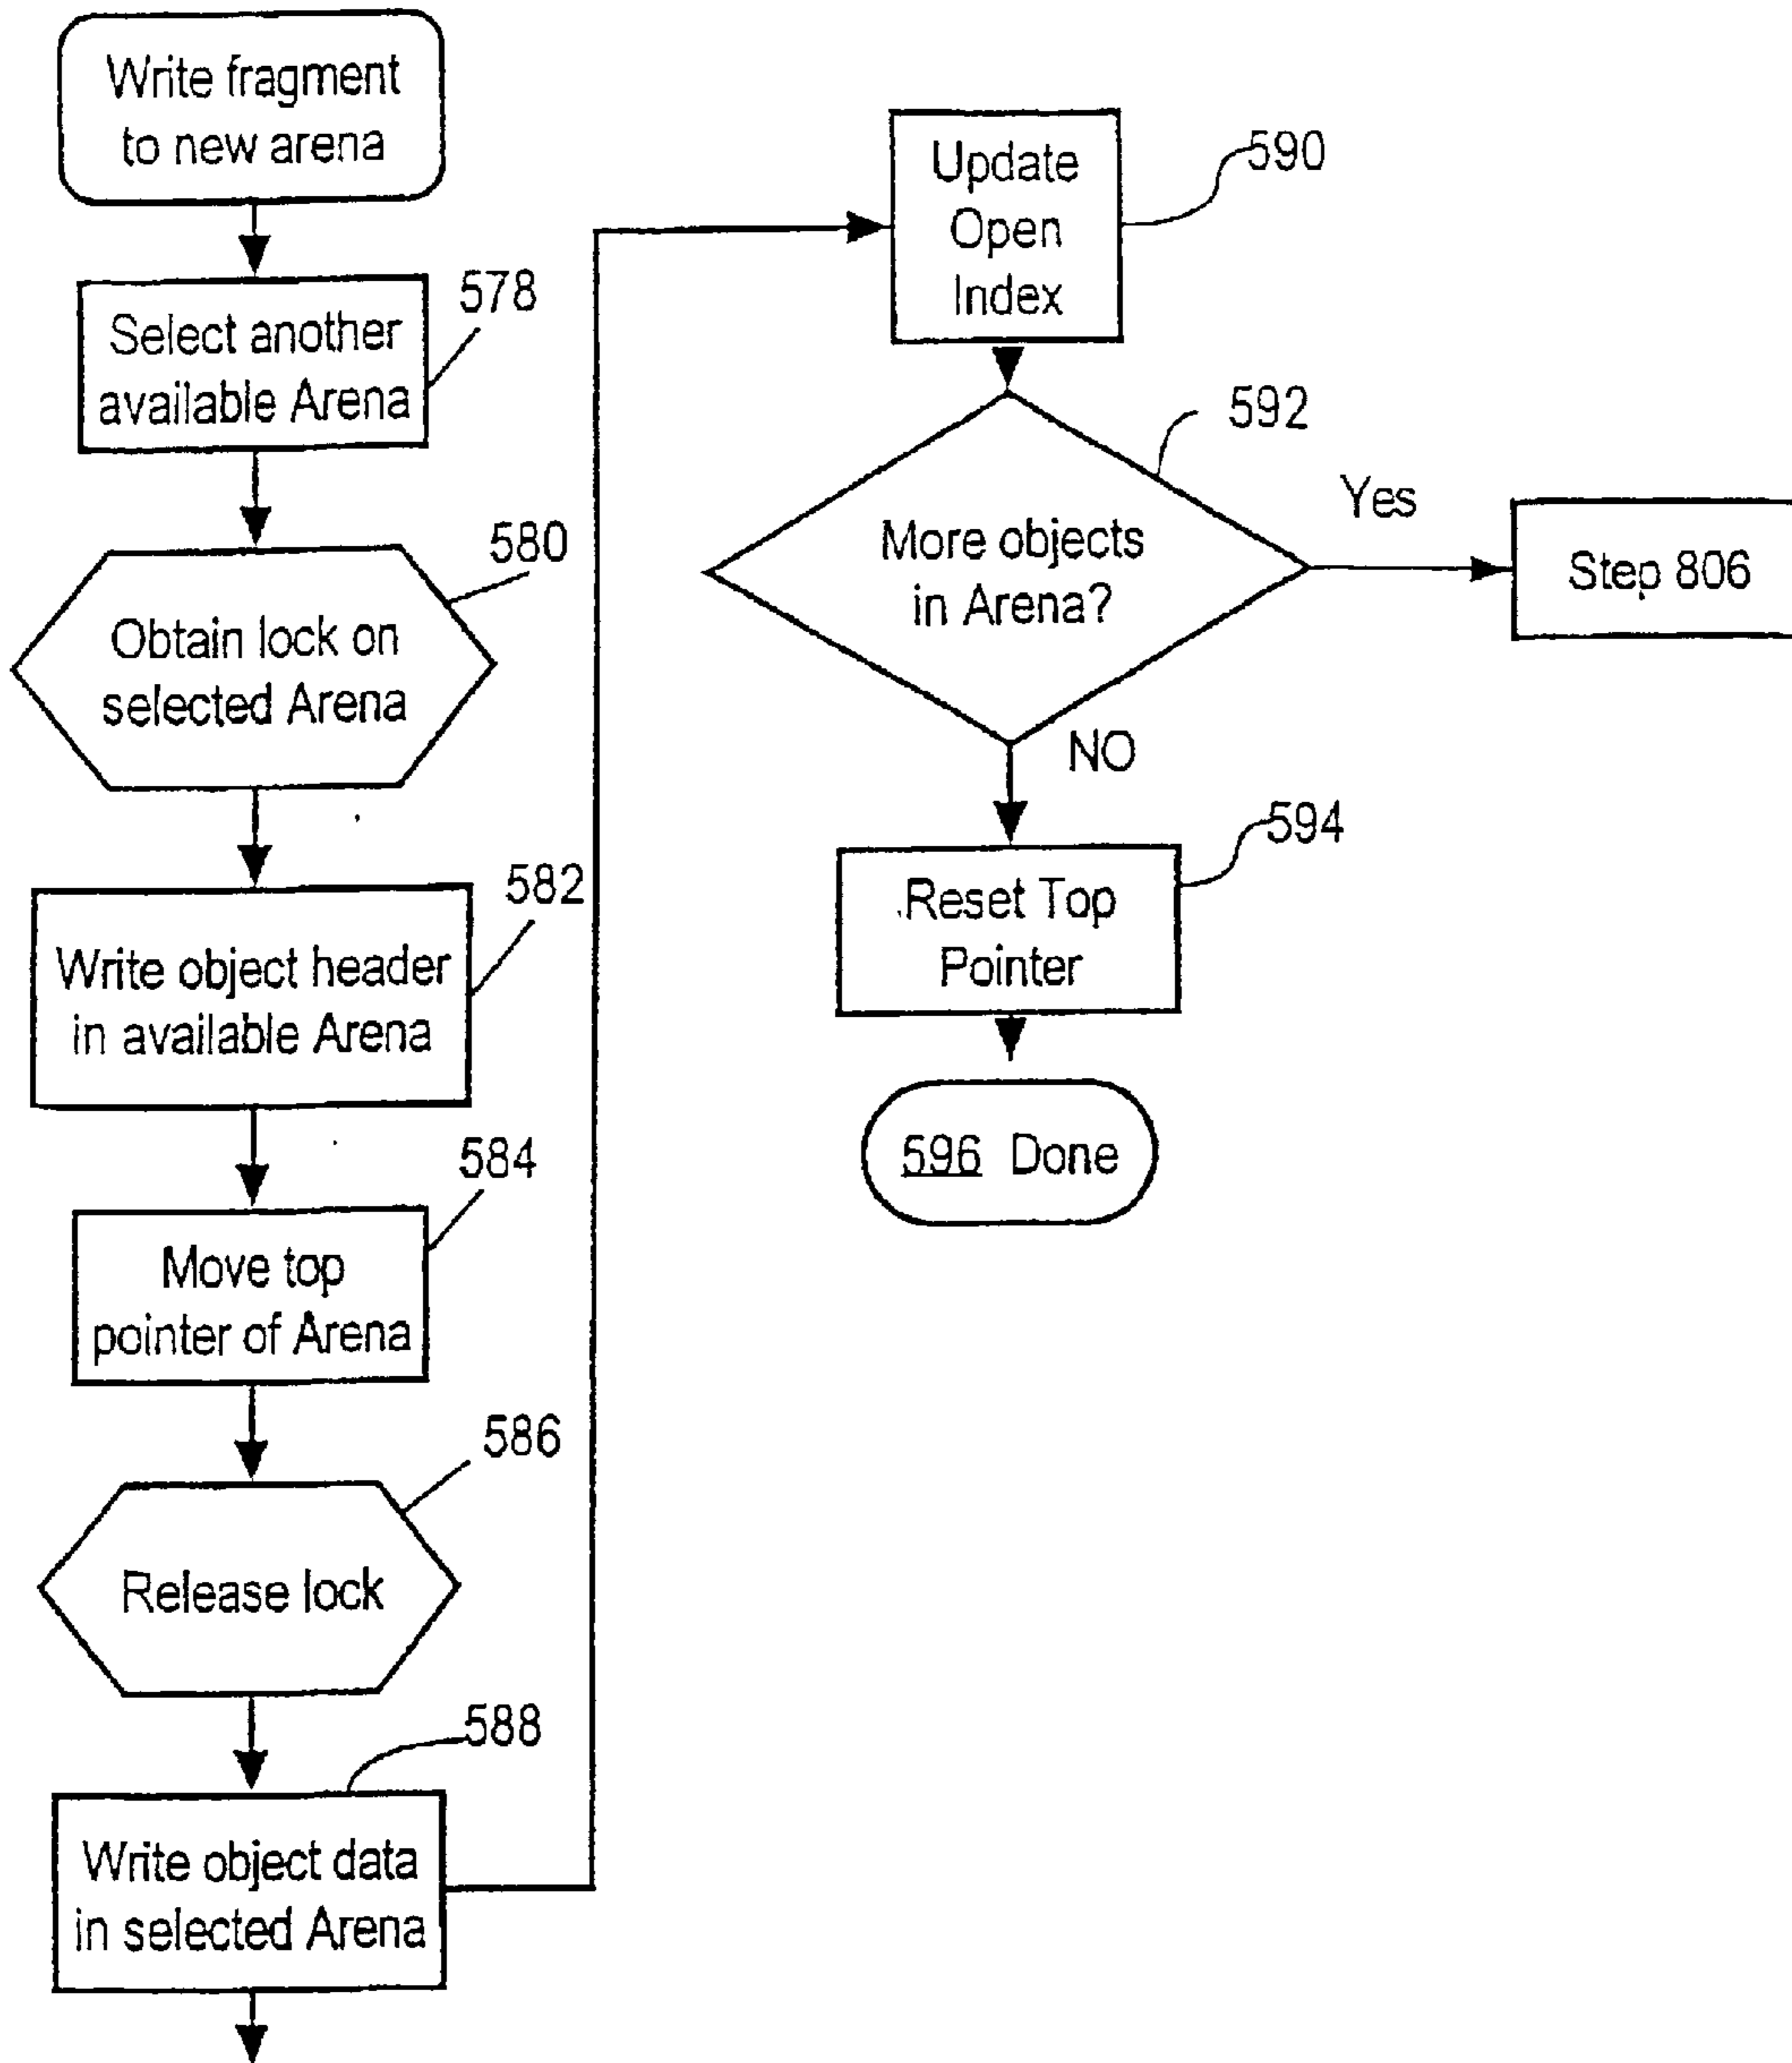 Write fragment
to new arena
578
Select another
available Arena
580
Obtain lock on
selected Arena
582
Write object header
in available Arena
584
Move top
pointer of Arena
586
Release lock
588
Write object data
in selected Arena
590
Update
Open
Index
592
More objects
in Arena?
Yes
Step 806
NO
594
Reset Top
Pointer
596 Done